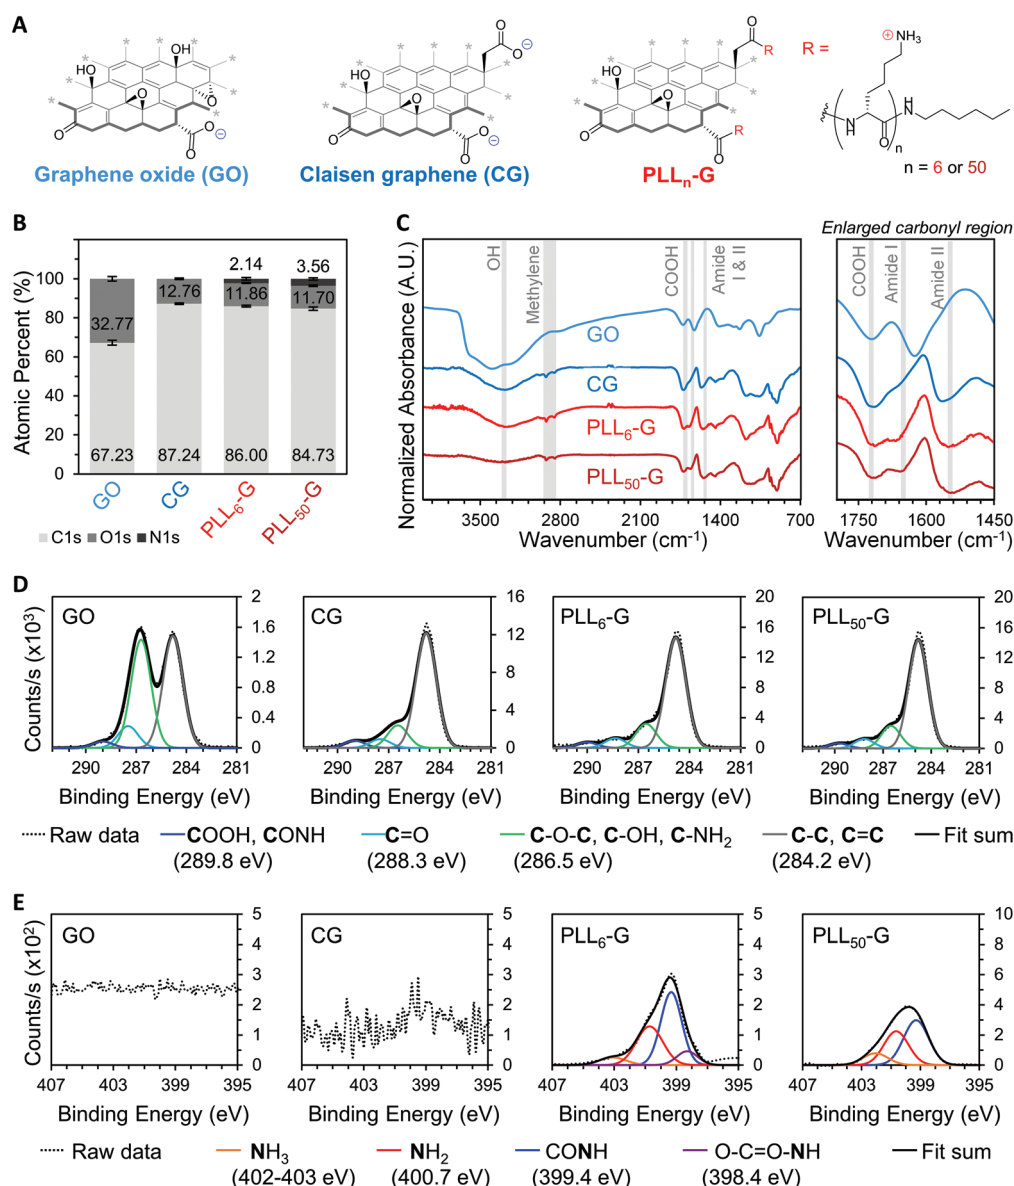 A
OH
HO
O
O
O
O
O⊖
*
Graphene oxide (GO)
O
O⊖
HO
O
O
O
O⊖
*
Claisen graphene (CG)
O
R
HO
O
O
R
O
*
PLLₙ-G
R =
⊕
NH₃
N
H
O
n
H
N
n = 6 or 50
B
Atomic Percent (%)
100
80
60
40
20
0
32.77
67.23
12.76
87.24
2.14
11.86
86.00
3.56
11.70
84.73
GO
CG
PLL₆-G
PLL₅₀-G
C1s O1s N1s
C
Normalized Absorbance (A.U.)
OH
Methylene
COOH
Amide
I & II
GO
CG
PLL₆-G
PLL₅₀-G
3500 2800 2100 1400 700
Wavenumber (cm⁻¹)
Enlarged carbonyl region
COOH
Amide I
Amide II
1750 1600 1450
Wavenumber (cm⁻¹)
D
Counts/s (x10³)
GO
2
1.6
1.2
0.8
0.4
0
290 287 284 281
Binding Energy (eV)
CG
16
12
8
4
0
290 287 284 281
Binding Energy (eV)
PLL₆-G
20
16
12
8
4
0
290 287 284 281
Binding Energy (eV)
PLL₅₀-G
20
16
12
8
4
0
290 287 284 281
Binding Energy (eV)
Raw data COOH, CONH C=O C-O-C, C-OH, C-NH₂ C-C, C=C Fit sum
(289.8 eV) (288.3 eV) (286.5 eV) (284.2 eV)
E
Counts/s (x10²)
GO
5
4
3
2
1
0
407 403 399 395
Binding Energy (eV)
CG
5
4
3
2
1
0
407 403 399 395
Binding Energy (eV)
PLL₆-G
5
4
3
2
1
0
407 403 399 395
Binding Energy (eV)
PLL₅₀-G
10
8
6
4
2
0
407 403 399 395
Binding Energy (eV)
Raw data NH₃ NH₂ CONH O-C=O-NH Fit sum
(402-403 eV) (400.7 eV) (399.4 eV) (398.4 eV)